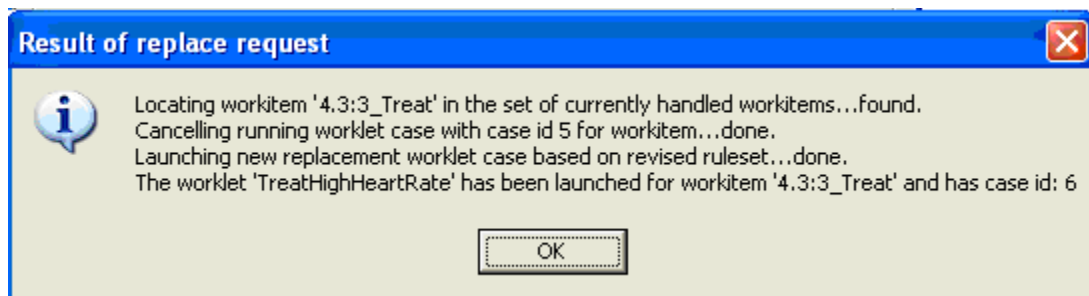 Result of replace request
Locating workitem '4.3:3_Treat' in the set of currently handled workitems...found.
Cancelling running worklet case with case id 5 for workitem...done.
Launching new replacement worklet case based on revised ruleset...done.
The worklet 'TreatHighHeartRate' has been launched for workitem '4.3:3_Treat' and has case id: 6
OK